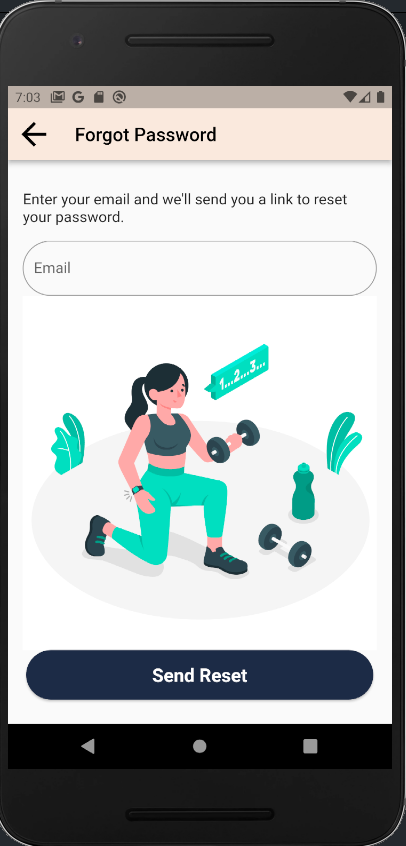 7:03
Forgot Password
Enter your email and we'll send you a link to reset
your password.
Email
1...2...3...
Send Reset